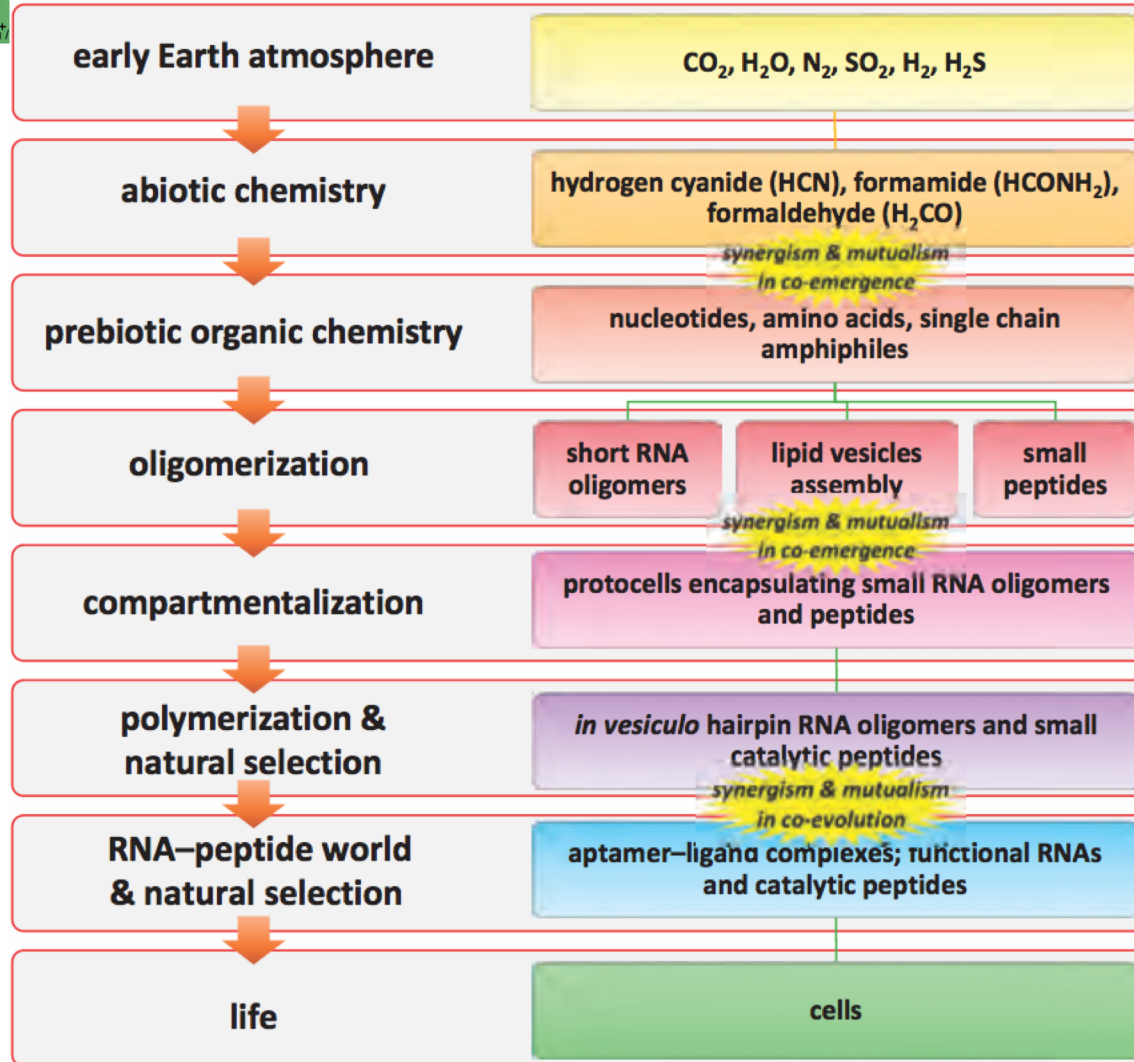 early Earth atmosphere
CO₂, H₂O, N₂, SO₂, H₂, H₂S
abiotic chemistry
hydrogen cyanide (HCN), formamide (HCONH₂),
formaldehyde (H₂CO)
synergism & mutualism
in co-emergence
prebiotic organic chemistry
nucleotides, amino acids, single chain
amphiphiles
oligomerization
short RNA
oligomers
lipid vesicles
assembly
small
peptides
synergism & mutualism
in co-emergence
compartmentalization
protocells encapsulating small RNA oligomers
and peptides
polymerization &
natural selection
in vesiculo hairpin RNA oligomers and small
catalytic peptides
synergism & mutualism
in co-evolution
RNA–peptide world
& natural selection
aptamer–ligand complexes; functional RNAs
and catalytic peptides
life
cells